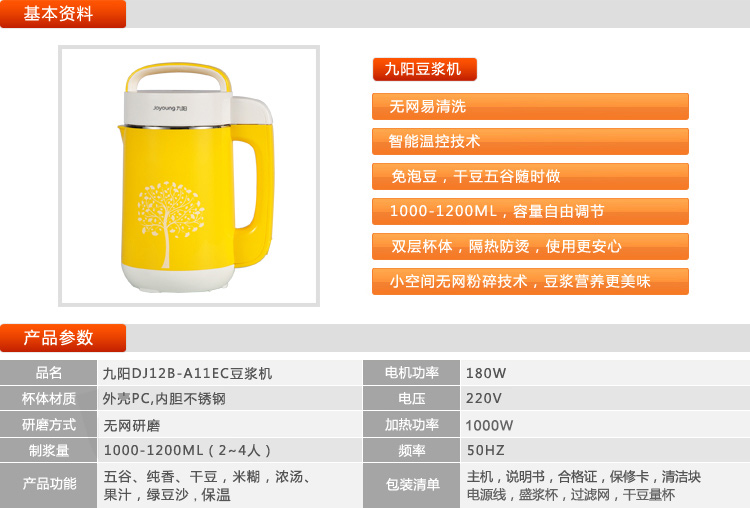 基本资料
Joyoung九阳
九阳豆浆机
无网易清洗
智能温控技术
免泡豆，干豆五谷随时做
1000-1200ML，容量自由调节
双层杯体，隔热防烫，使用更安心
小空间无网粉碎技术，豆浆营养更美味
产品参数
品名 九阳DJ12B-A11EC豆浆机 电机功率 180W
杯体材质 外壳PC,内胆不锈钢 电压 220V
研磨方式 无网研磨 加热功率 1000W
制浆量 1000-1200ML（2~4人） 频率 50HZ
产品功能 五谷、纯香、干豆，米糊，浓汤、
果汁，绿豆沙，保温
包装清单 主机，说明书，合格证，保修卡，清洁块
电源线，盛浆杯，过滤网，干豆量杯